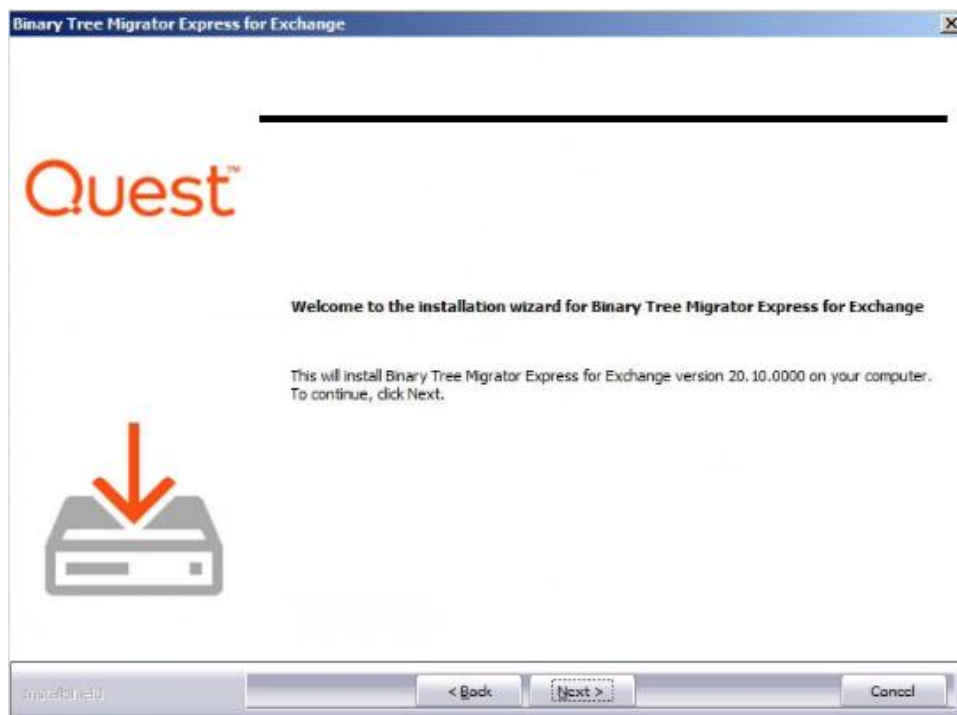 Binary Tree Migrator Express for Exchange
Quest™
Welcome to the installation wizard for Binary Tree Migrator Express for Exchange
This will install Binary Tree Migrator Express for Exchange version 20.10.0000 on your computer.
To continue, click Next.
InstallShield
< Back
Next >
Cancel